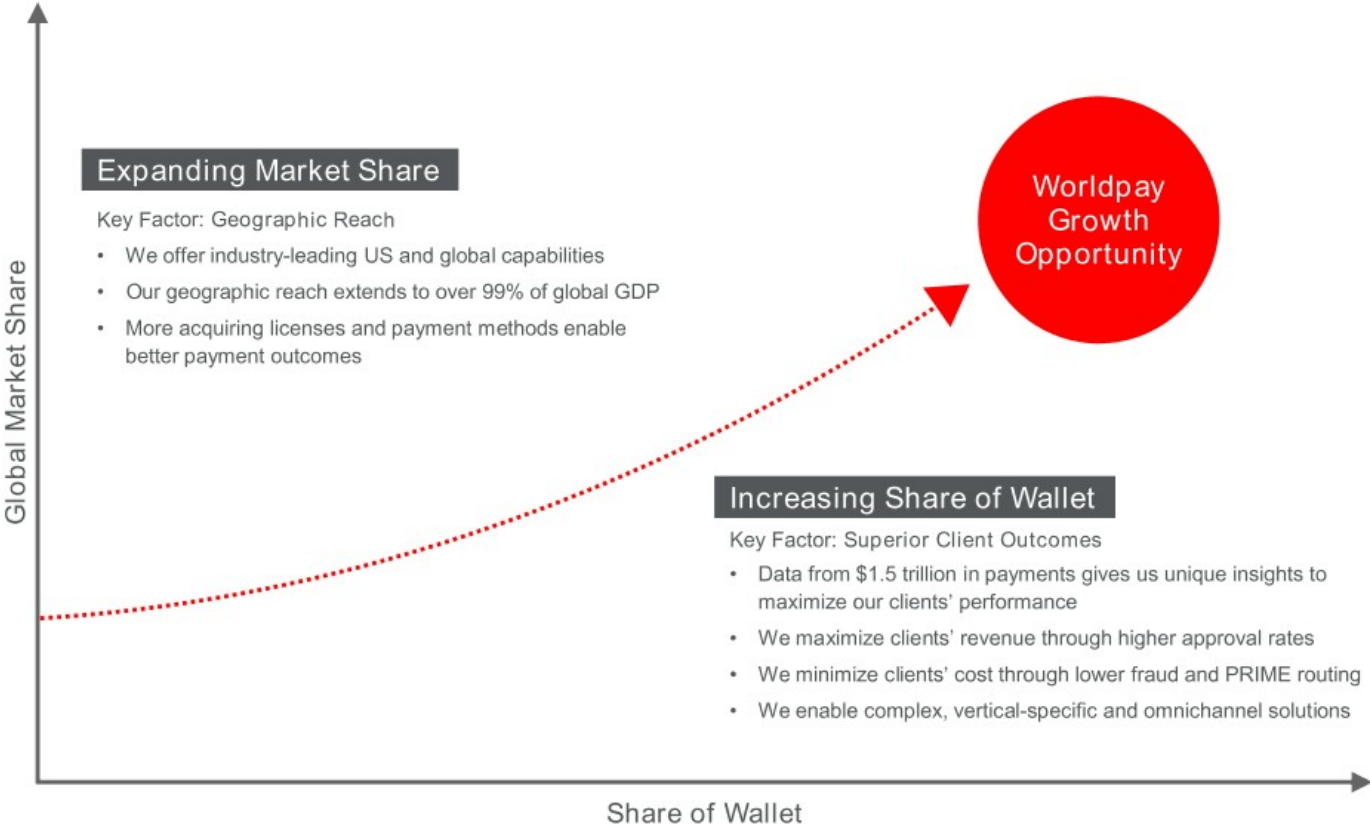 Global Market Share
Expanding Market Share
Key Factor: Geographic Reach
• We offer industry-leading US and global capabilities
• Our geographic reach extends to over 99% of global GDP
• More acquiring licenses and payment methods enable
better payment outcomes
Worldpay
Growth
Opportunity
Increasing Share of Wallet
Key Factor: Superior Client Outcomes
• Data from $1.5 trillion in payments gives us unique insights to
maximize our clients’ performance
• We maximize clients’ revenue through higher approval rates
• We minimize clients’ cost through lower fraud and PRIME routing
• We enable complex, vertical-specific and omnichannel solutions
Share of Wallet